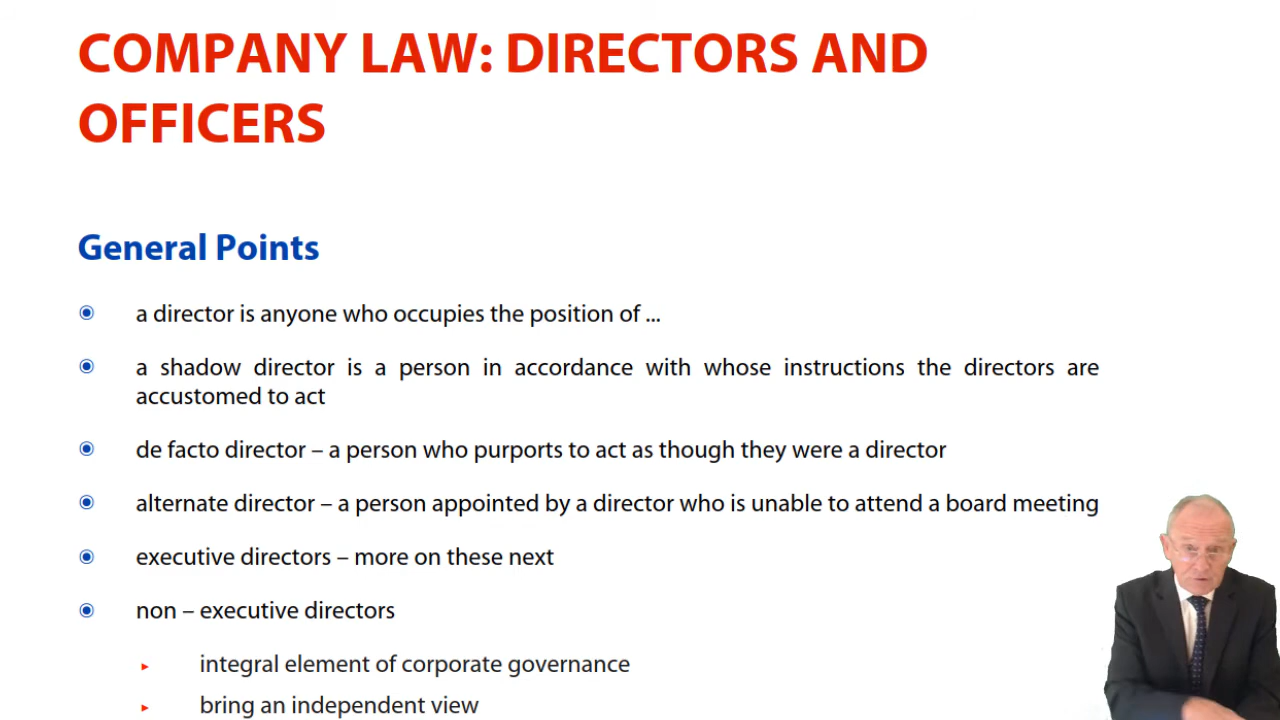 COMPANY LAW: DIRECTORS AND
OFFICERS
General Points
a director is anyone who occupies the position of ...
a shadow director is a person in accordance with whose instructions the directors are
accustomed to act
de facto director – a person who purports to act as though they were a director
alternate director – a person appointed by a director who is unable to attend a board meeting
executive directors – more on these next
non – executive directors
integral element of corporate governance
bring an independent view